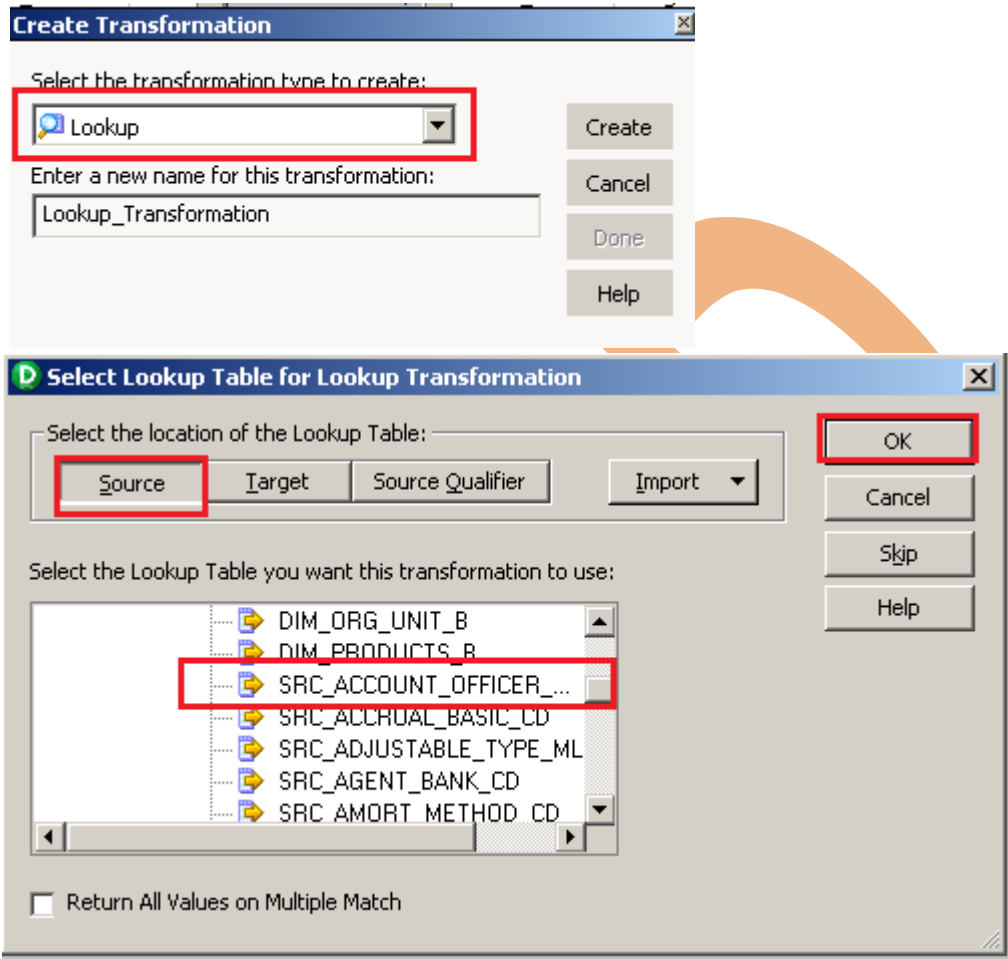 Create Transformation
Select the transformation type to create:
Lookup
Create
Enter a new name for this transformation:
Cancel
Lookup_Transformation
Done
Help
Select Lookup Table for Lookup Transformation
Select the location of the Lookup Table:
OK
Source Target Source Qualifier Import
Cancel
Skip
Select the Lookup Table you want this transformation to use:
Help
DIM_ORG_UNIT_B
DIM_PRODUCTS_B
SRC_ACCOUNT_OFFICER_...
SRC_ACCRUAL_BASIC_CD
SRC_ADJUSTABLE_TYPE_ML
SRC_AGENT_BANK_CD
SRC_AMORT_METHOD_CD
Return All Values on Multiple Match